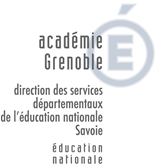 académie
Grenoble
direction des services
départementaux
de l'éducation nationale
Savoie
éducation
nationale